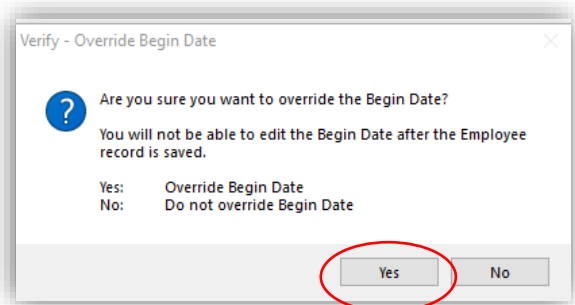 Verify - Override Begin Date
Are you sure you want to override the Begin Date?
You will not be able to edit the Begin Date after the Employee
record is saved.
Yes: Override Begin Date
No: Do not override Begin Date
Yes No